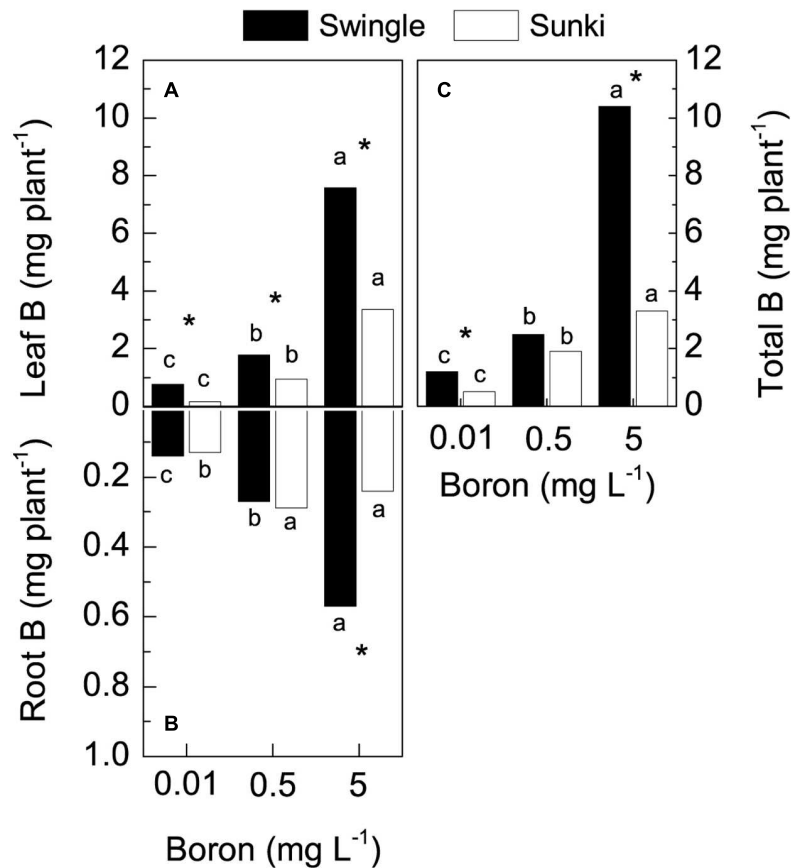 Swingle Sunki
A
12
10
8
6
4
2
0
Leaf B (mg plant⁻¹)
c c * b b * a a *
C
12
10
8
6
4
2
0
Total B (mg plant⁻¹)
c c * b b a a *
0.01 0.5 5
Boron (mg L⁻¹)
B
0.2
0.4
0.6
0.8
1.0
Root B (mg plant⁻¹)
c b b a a a *
0.01 0.5 5
Boron (mg L⁻¹)